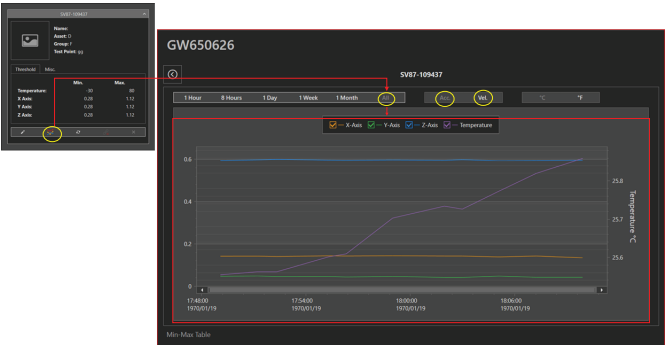 SV87-109437
Name:
Asset: D
Group: f
Test Point: gg
Threshold Misc.
Min. Max.
Temperature: -30 80
X Axis: 0.28 1.12
Y Axis: 0.28 1.12
Z Axis: 0.28 1.12
GW650626
SV87-109437
1 Hour 8 Hours 1 Day 1 Week 1 Month All Acc. Vel. °C °F
X-Axis Y-Axis Z-Axis Temperature
0.6
0.4
0.2
0
25.8
25.7
25.6
Temperature °C
17:48:00 17:54:00 18:00:00 18:06:00
1970/01/19 1970/01/19 1970/01/19 1970/01/19
Min-Max Table